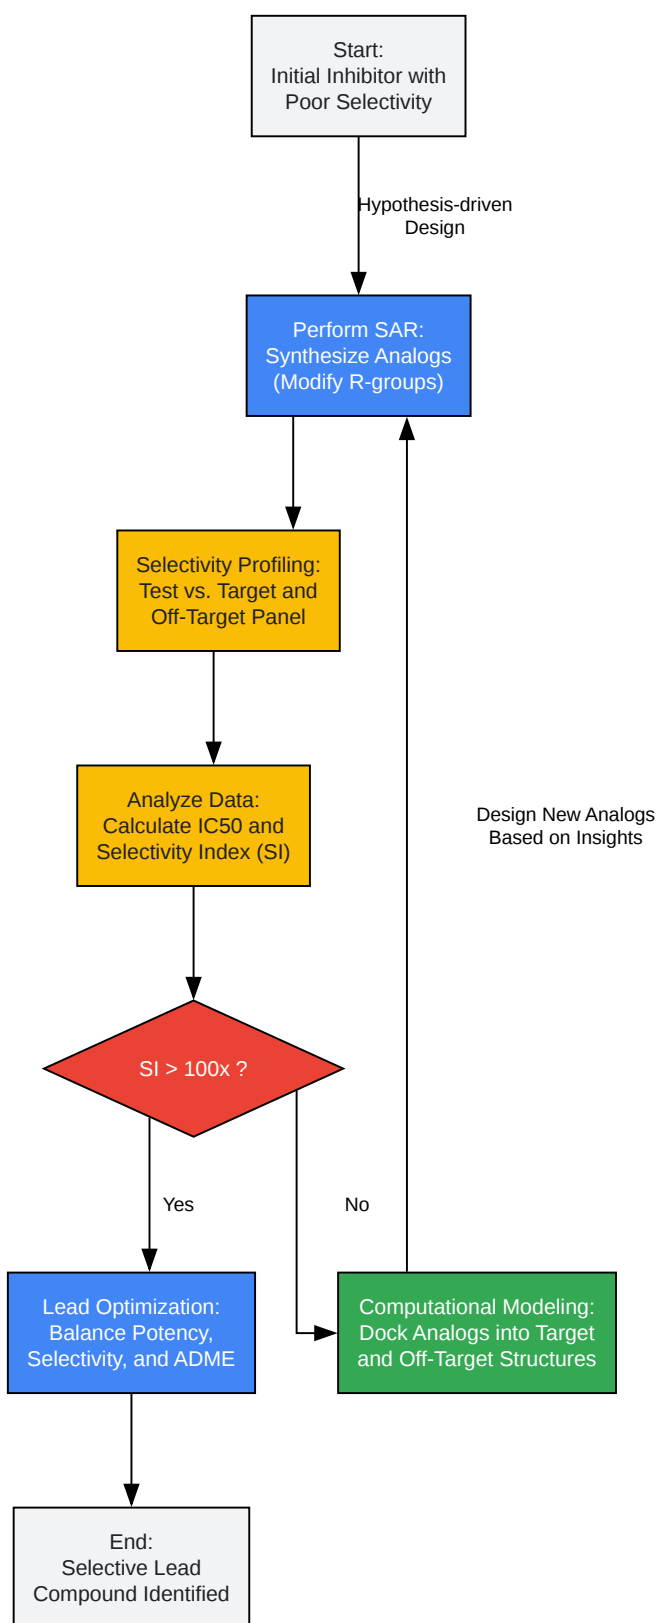 Start:
Initial Inhibitor with
Poor Selectivity
Hypothesis-driven
Design
Perform SAR:
Synthesize Analogs
(Modify R-groups)
Selectivity Profiling:
Test vs. Target and
Off-Target Panel
Analyze Data:
Calculate IC50 and
Selectivity Index (SI)
Design New Analogs
Based on Insights
SI > 100x ?
Yes
No
Lead Optimization:
Balance Potency,
Selectivity, and ADME
Computational Modeling:
Dock Analogs into Target
and Off-Target Structures
End:
Selective Lead
Compound Identified